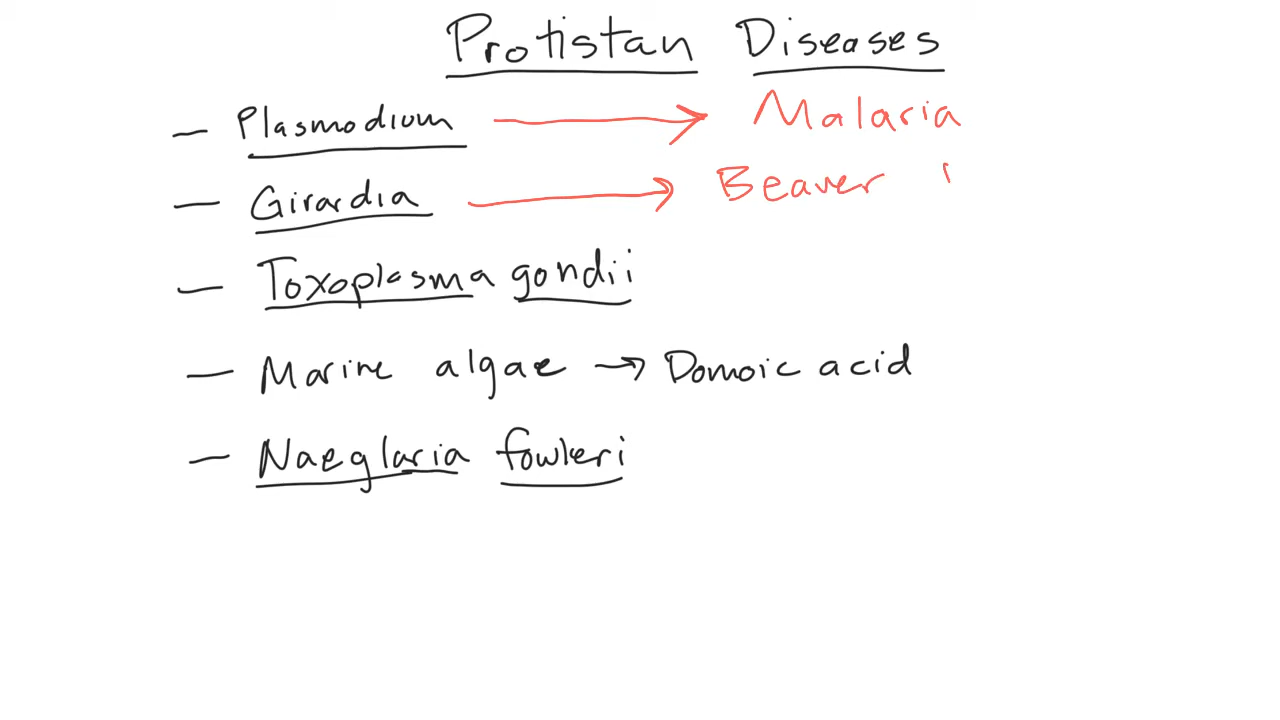 Protistan Diseases
— Plasmodium → Malaria
— Girardia → Beaver
— Toxoplasma gondii
— Marine algae → Domoic acid
— Naeglaria fowleri